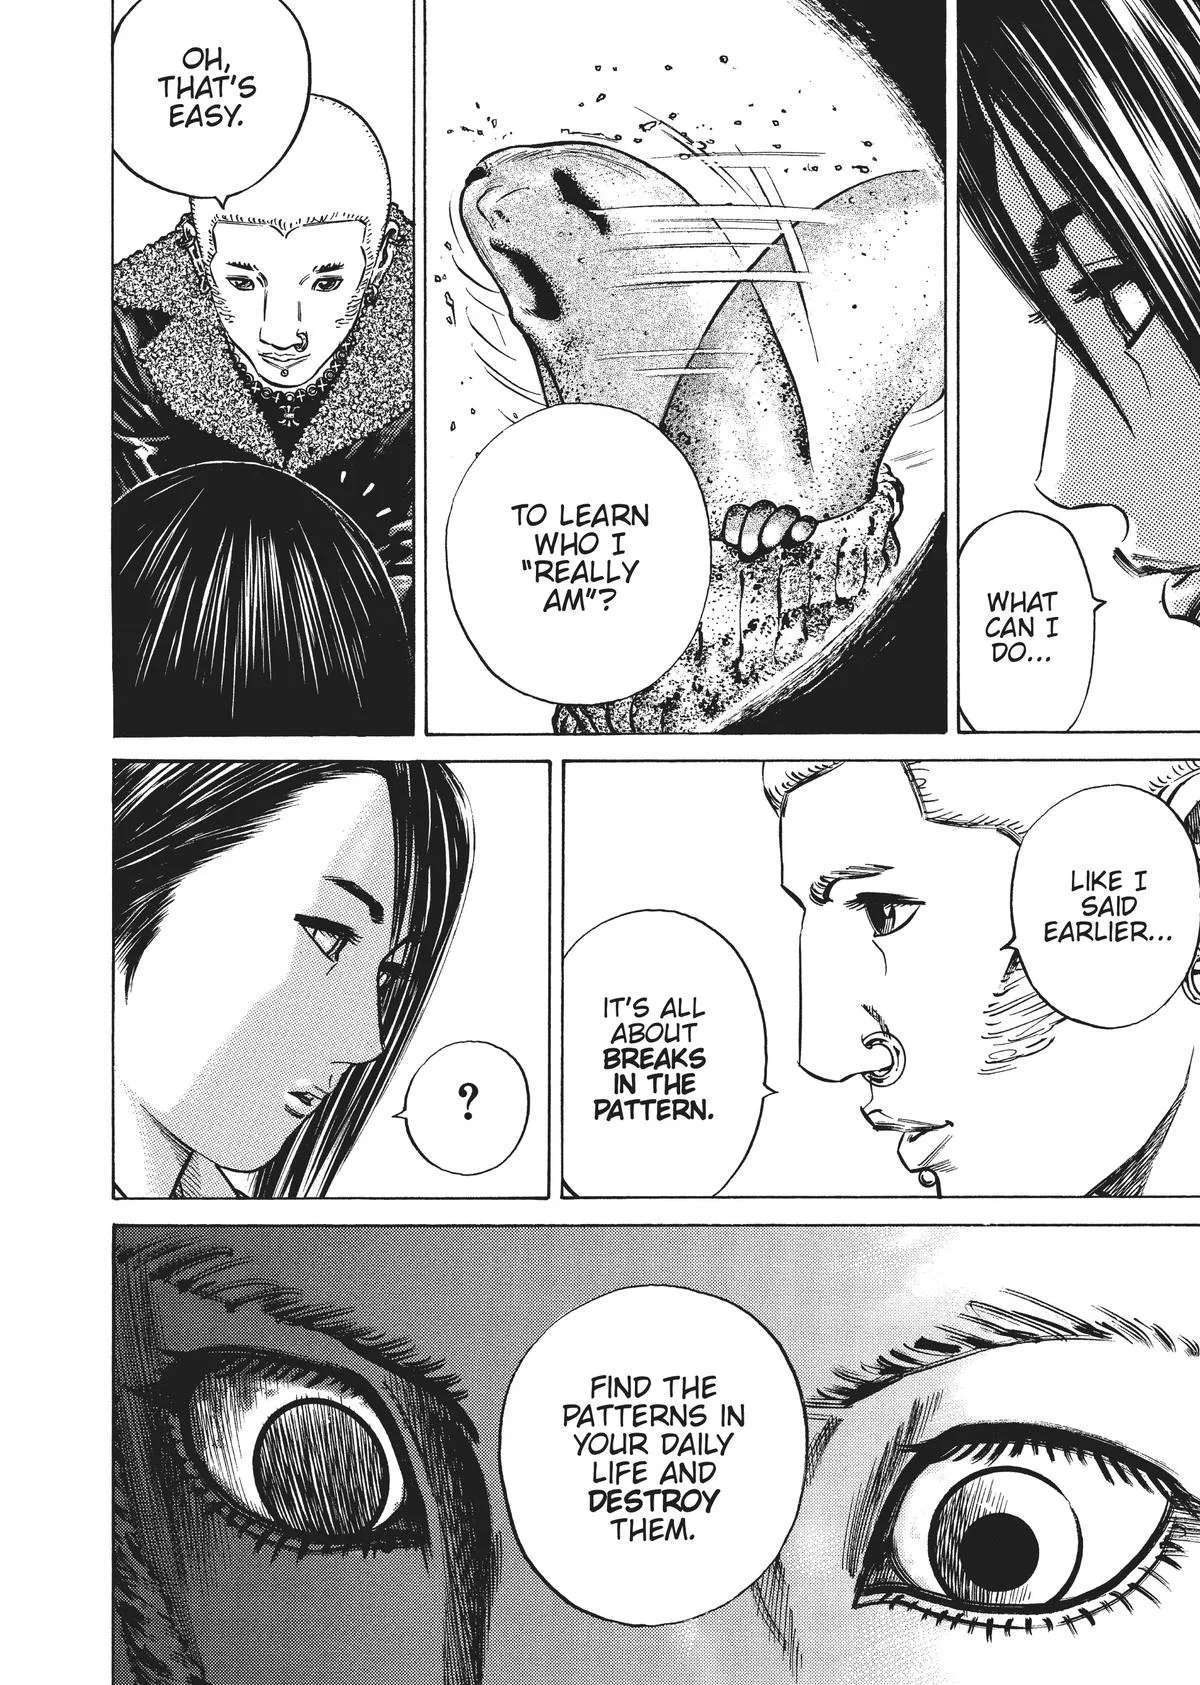 WHAT
CAN I
DO...
TO LEARN
WHO I
"REALLY
AM"?
OH,
THAT'S
EASY.
LIKE I
SAID
EARLIER...
IT'S ALL
ABOUT
BREAKS
IN THE
PATTERN.
?
FIND THE
PATTERNS IN
YOUR DAILY
LIFE AND
DESTROY
THEM.